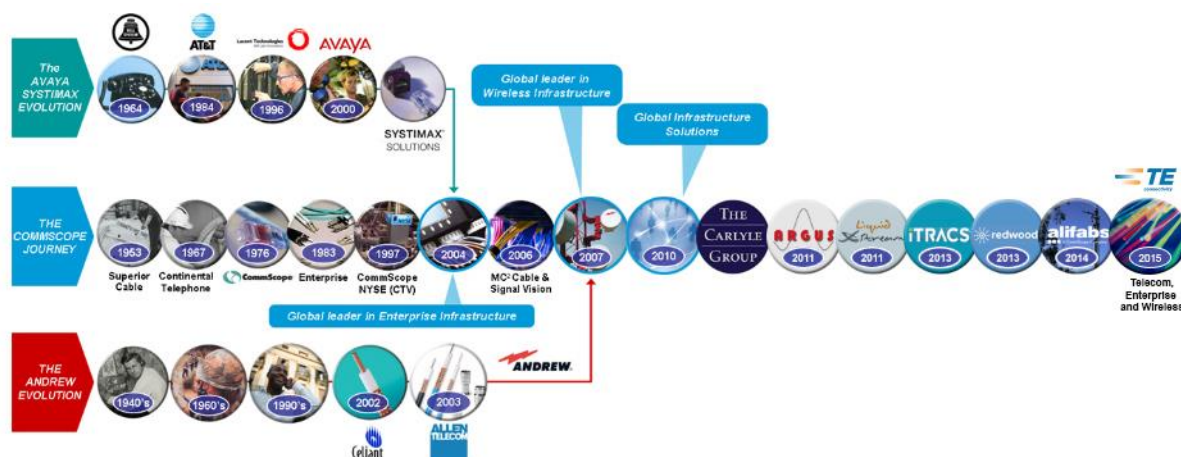 AT&T
Lucent Technologies
AVAYA
The
AVAYA
SYSTIMAX
EVOLUTION
1964
1984
1996
2000
SYSTIMAX
SOLUTIONS
Global leader in
Wireless Infrastructure
Global Infrastructure
Solutions
TE
connectivity
THE
COMMSCOPE
JOURNEY
1953
1967
1976
1983
1997
2004
2006
2007
2010
THE
CARLYLE
GROUP
ARGUS
2011
Liquid
Xstream
2011
iTRACS
2013
redwood
2013
alifabs
2014
2015
Superior
Cable
Continental
Telephone
CommScope
Enterprise
CommScope
NYSE (CTV)
MC² Cable &
Signal Vision
Telecom,
Enterprise
and Wireless
Global leader in Enterprise Infrastructure
THE
ANDREW
EVOLUTION
1940's
1960's
1990's
2002
2003
ANDREW.
Celiant
ALLEN
TELECOM